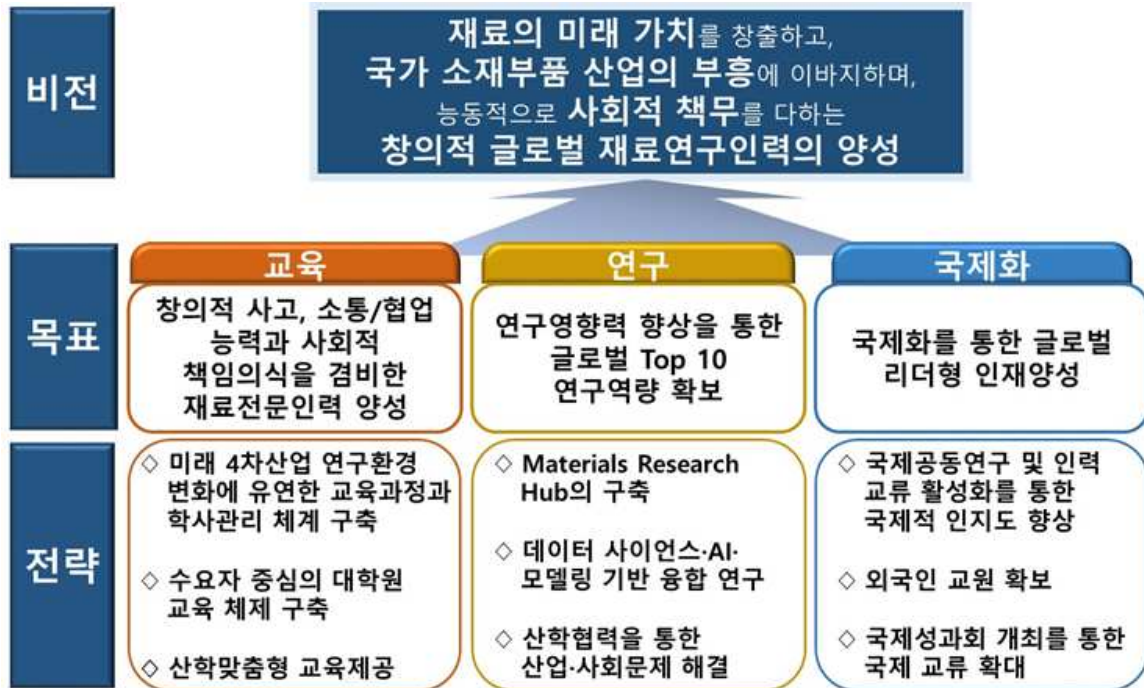 비전
재료의 미래 가치를 창출하고,
국가 소재부품 산업의 부흥에 이바지하며,
능동적으로 사회적 책무를 다하는
창의적 글로벌 재료연구인력의 양성
목표
교육
창의적 사고, 소통/협업
능력과 사회적
책임의식을 겸비한
재료전문인력 양성
연구
연구영향력 향상을 통한
글로벌 Top 10
연구역량 확보
국제화
국제화를 통한 글로벌
리더형 인재양성
전략
◇ 미래 4차산업 연구환경
변화에 유연한 교육과정과
학사관리 체계 구축
◇ 수요자 중심의 대학원
교육 체제 구축
◇ 산학맞춤형 교육제공
◇ Materials Research
Hub의 구축
◇ 데이터 사이언스·AI·
모델링 기반 융합 연구
◇ 산학협력을 통한
산업·사회문제 해결
◇ 국제공동연구 및 인력
교류 활성화를 통한
국제적 인지도 향상
◇ 외국인 교원 확보
◇ 국제성과회 개최를 통한
국제 교류 확대